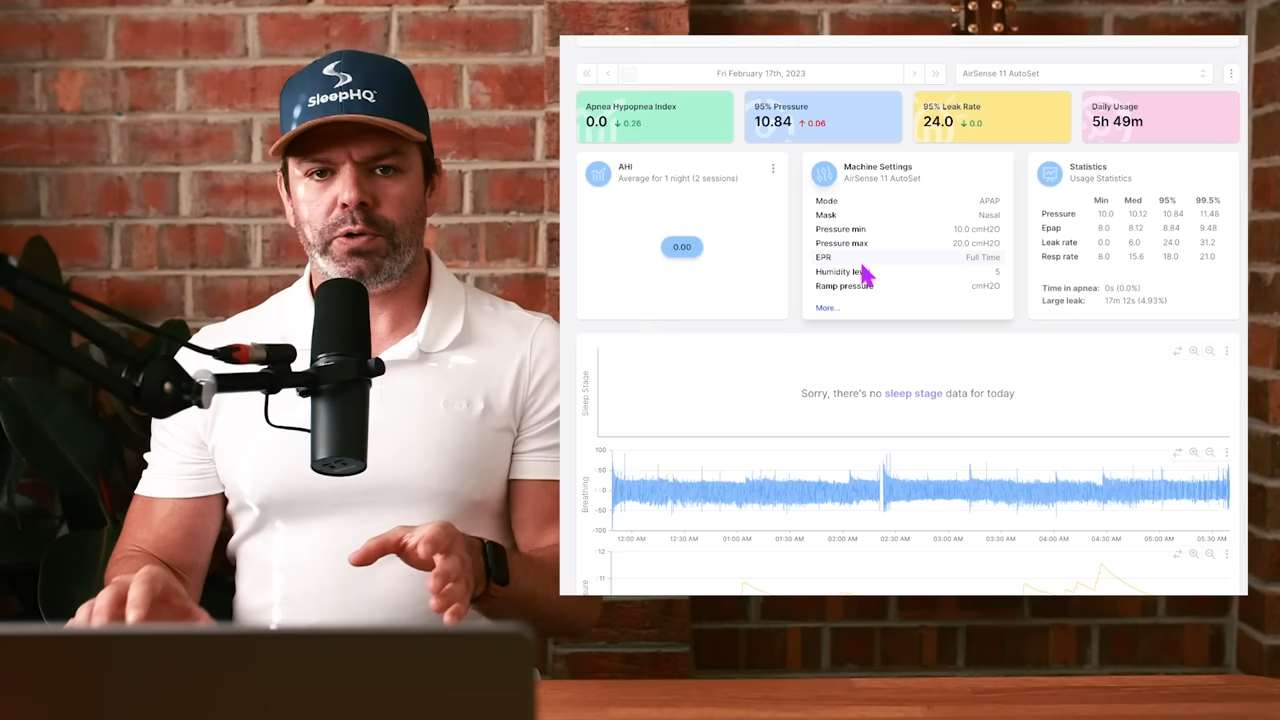 SleepHQ
Fri February 17th, 2023
AirSense 11 AutoSet
Apnea Hypopnea Index
0.0 ↓ 0.26
95% Pressure
10.84 ↑ 0.06
95% Leak Rate
24.0 ↓ 0.0
Daily Usage
5h 49m
AHI
Average for 1 night (2 sessions)
0.00
Machine Settings
AirSense 11 AutoSet
Mode APAP
Mask Nasal
Pressure min 10.0 cmH2O
Pressure max 20.0 cmH2O
EPR Full Time
Humidity 5
Ramp pressure cmH2O
More...
Statistics
Usage Statistics
Min Med 95% 99.5%
Pressure 10.0 10.12 10.84 11.48
Epap 8.0 8.12 8.84 9.48
Leak rate 0.0 6.0 24.0 31.2
Resp rate 8.0 15.6 18.0 21.0
Time in apnea: 0s (0.0%)
Large leak: 17m 12s (4.93%)
Sleep Stage
Sorry, there's no sleep stage data for today
Breathing
100
50
0
-50
-100
12:00 AM 12:30 AM 01:00 AM 01:30 AM 02:00 AM 02:30 AM 03:00 AM 03:30 AM 04:00 AM 04:30 AM 05:00 AM 05:30 AM
12
11